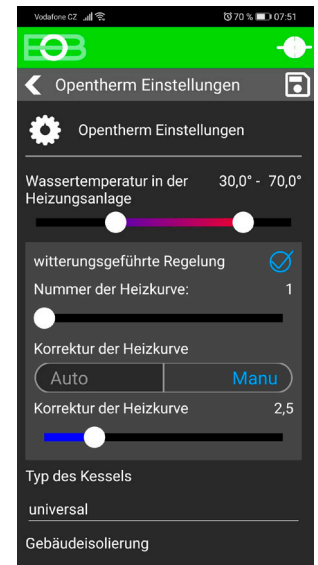 Vodafone CZ 70 % 07:51
EOB
Opentherm Einstellungen
Opentherm Einstellungen
Wassertemperatur in der Heizungsanlage 30,0° - 70,0°
witterungsgeführte Regelung
Nummer der Heizkurve: 1
Korrektur der Heizkurve
Auto Manu
Korrektur der Heizkurve 2,5
Typ des Kessels
universal
Gebäudeisolierung